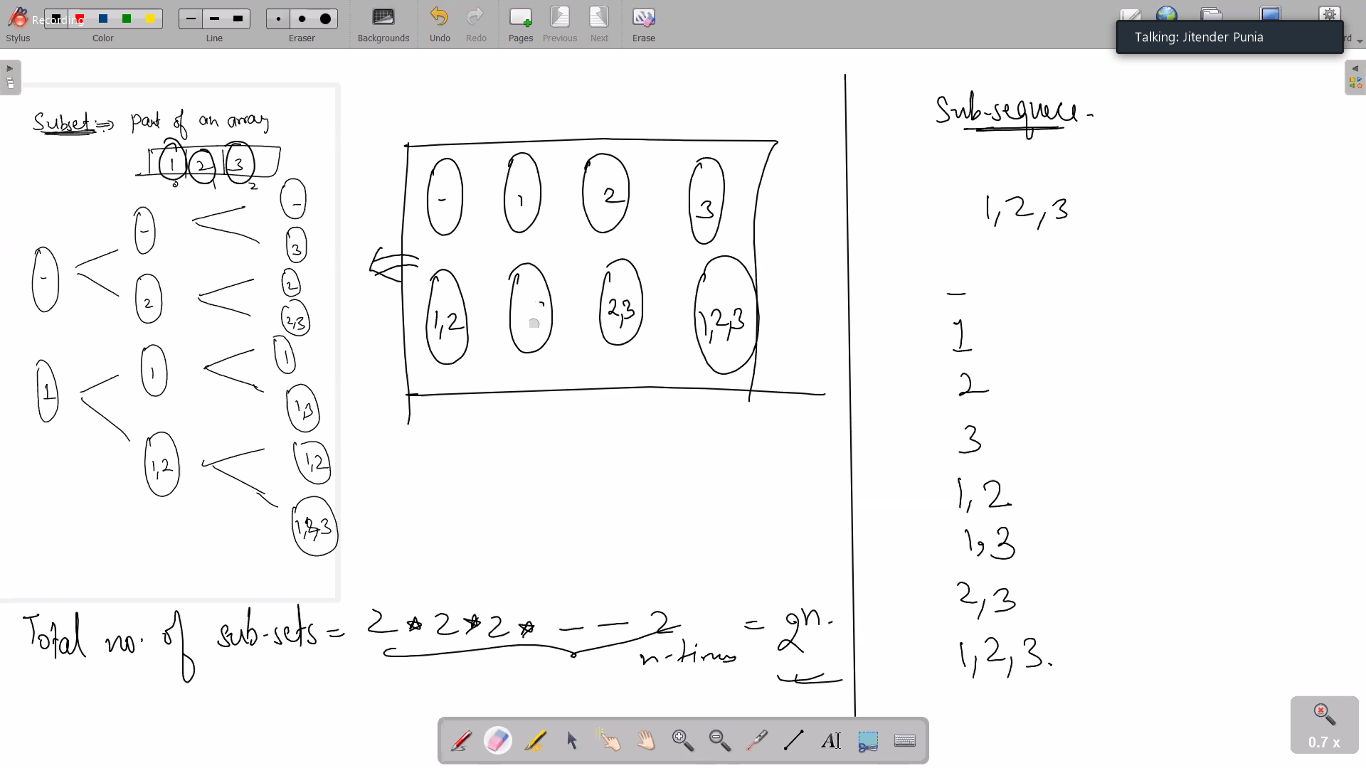 Recording
Stylus
Color
Line
Eraser
Backgrounds
Undo
Redo
Pages
Previous
Next
Erase
Talking: Jitender Punia
Subset ⇒ part of an array
1 2 3
0 1 2
-
1
-
2
1
1,2
-
3
2
2,3
1
1,3
1,2
1,2,3
- 1 2 3
1,2 , 2,3 1,2,3
Total no. of sub-sets = 2 * 2 * 2 * - - 2 = 2ⁿ.
n-times
Sub-sequece -
1,2,3
-
1
2
3
1,2
1,3
2,3
1,2,3.
0.7 x